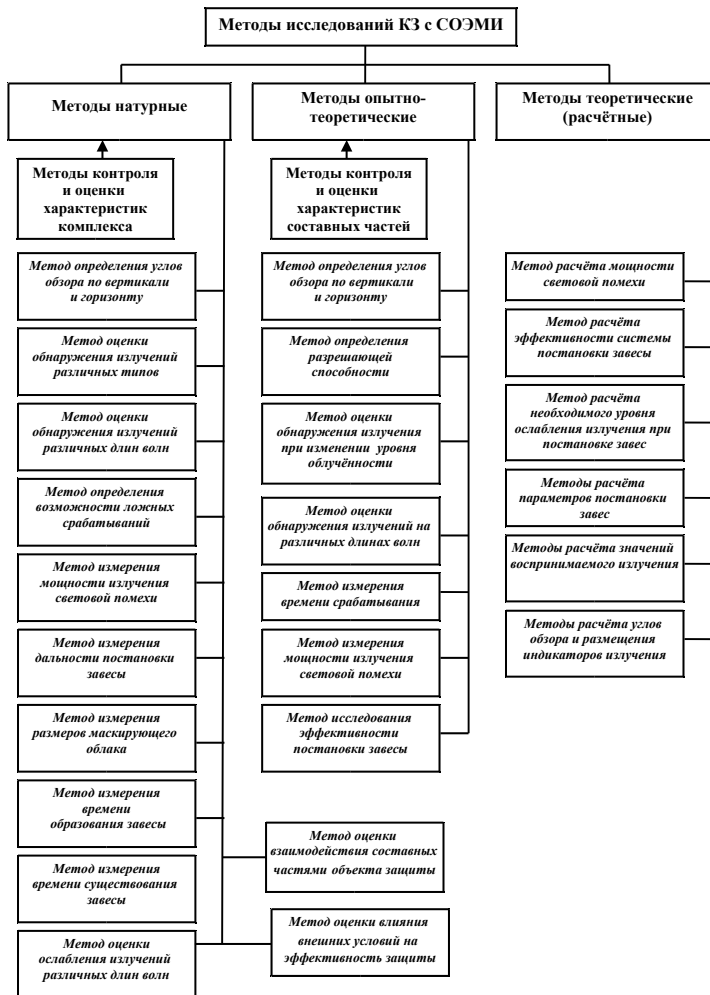 Методы исследований КЗ с СОЭМИ
Методы натурные
Методы опытно-
теоретические
Методы теоретические
(расчётные)
Методы контроля
и оценки
характеристик
комплекса
Методы контроля
и оценки
характеристик
составных частей
Метод определения углов
обзора по вертикали
и горизонту
Метод оценки
обнаружения излучений
различных типов
Метод оценки
обнаружения излучений
различных длин волн
Метод определения
возможности ложных
срабатываний
Метод измерения
мощности излучения
световой помехи
Метод измерения
дальности постановки
завесы
Метод измерения
размеров маскирующего
облака
Метод измерения
времени
образования завесы
Метод измерения
времени существования
завесы
Метод оценки
ослабления излучений
различных длин волн
Метод определения углов
обзора по вертикали
и горизонту
Метод определения
разрешающей
способности
Метод оценки
обнаружения излучения
при изменении уровня
облучённости
Метод оценки
обнаружения излучений на
различных длинах волн
Метод измерения
времени срабатывания
Метод измерения
мощности излучения
световой помехи
Метод исследования
эффективности
постановки завесы
Метод оценки
взаимодействия составных
частями объекта защиты
Метод оценки влияния
внешних условий на
эффективность защиты
Метод расчёта мощности
световой помехи
Метод расчёта
эффективности системы
постановки завесы
Метод расчёта
необходимого уровня
ослабления излучения при
постановке завес
Методы расчёта
параметров постановки
завес
Методы расчёта значений
воспринимаемого излучения
Методы расчёта углов
обзора и размещения
индикаторов излучения